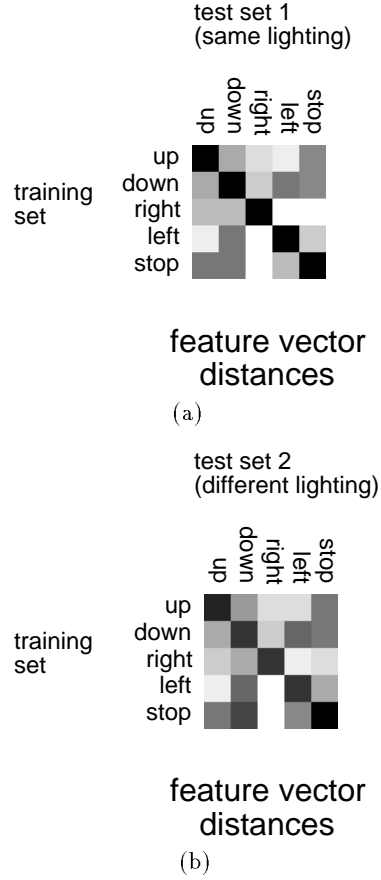 test set 1
(same lighting)
up down right left stop
up
down
right
left
stop
training
set
feature vector
distances
(a)
test set 2
(different lighting)
up down right left stop
up
down
right
left
stop
training
set
feature vector
distances
(b)